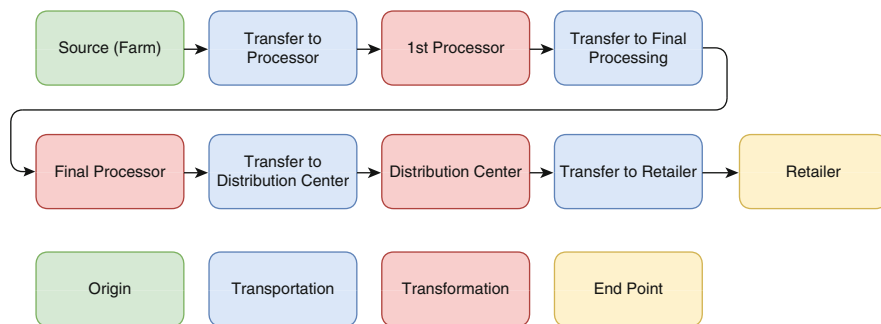 Source (Farm)
Transfer to
Processor
1st Processor
Transfer to Final
Processing
Final Processor
Transfer to
Distribution Center
Distribution Center
Transfer to Retailer
Retailer
Origin
Transportation
Transformation
End Point